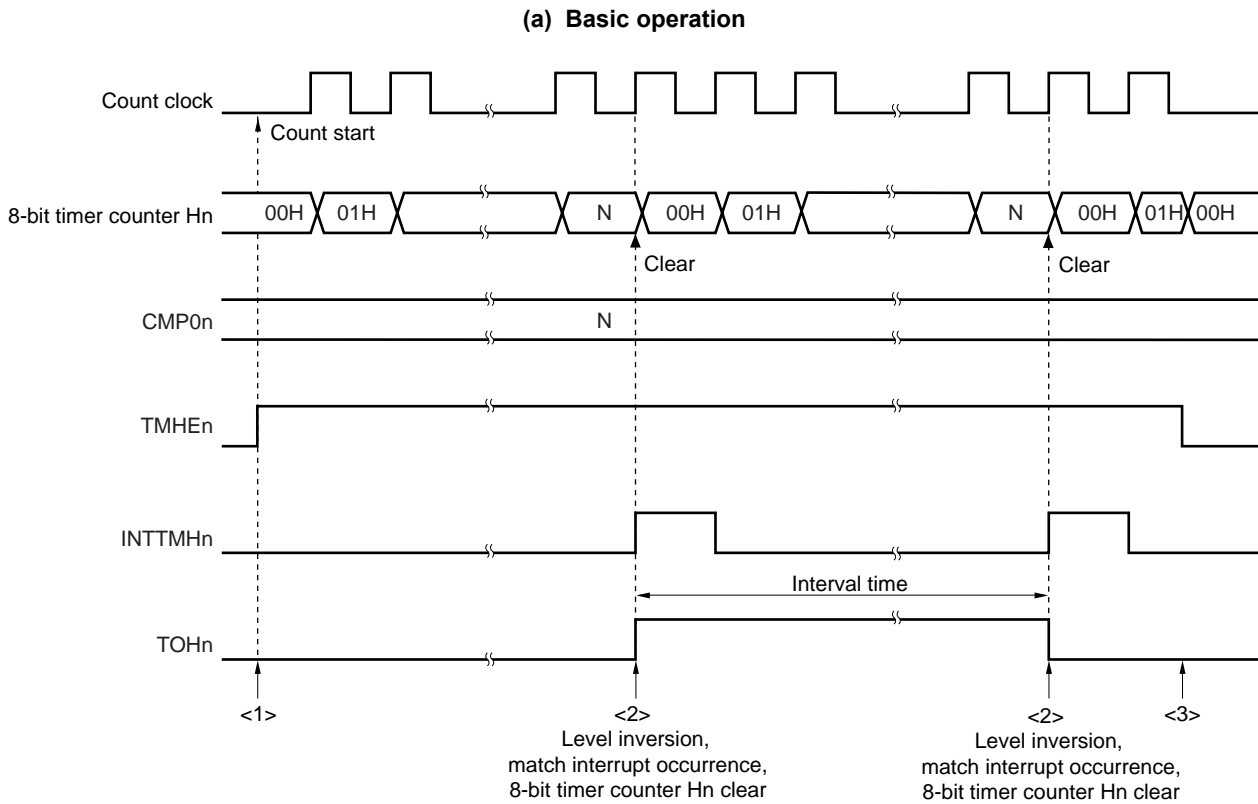 (a) Basic operation
Count clock
Count start
8-bit timer counter Hn
00H 01H N 00H 01H N 00H 01H 00H
Clear Clear
CMP0n
N
TMHEn
INTTMHn
Interval time
TOHn
<1> <2> <2> <3>
Level inversion,
match interrupt occurrence,
8-bit timer counter Hn clear
Level inversion,
match interrupt occurrence,
8-bit timer counter Hn clear